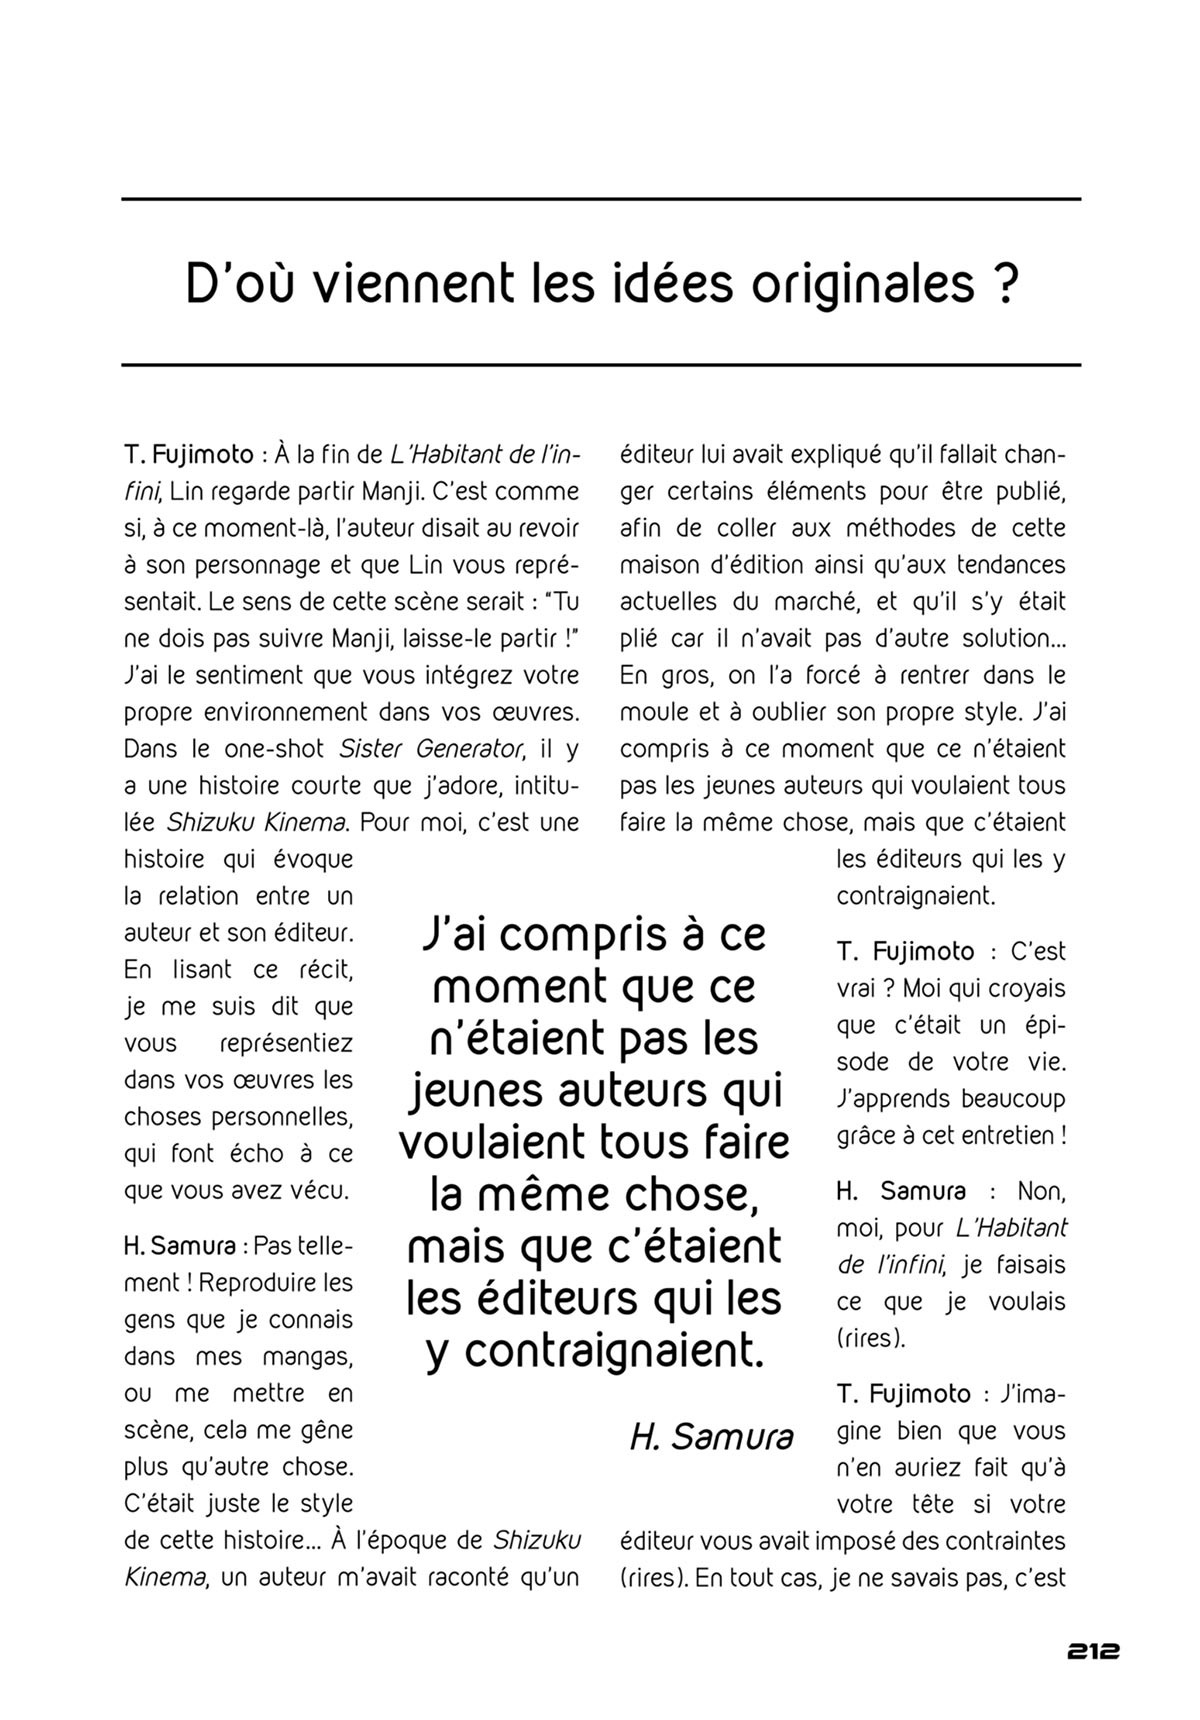 D’où viennent les idées originales ?
T. Fujimoto : À la fin de L’Habitant de l’in-
fini, Lin regarde partir Manji. C’est comme
si, à ce moment-là, l’auteur disait au revoir
à son personnage et que Lin vous repré-
sentait. Le sens de cette scène serait : “Tu
ne dois pas suivre Manji, laisse-le partir !”
J’ai le sentiment que vous intégrez votre
propre environnement dans vos œuvres.
Dans le one-shot Sister Generator, il y
a une histoire courte que j’adore, intitu-
lée Shizuku Kinema. Pour moi, c’est une
histoire qui évoque
la relation entre un
auteur et son éditeur.
En lisant ce récit,
je me suis dit que
vous représentiez
dans vos œuvres les
choses personnelles,
qui font écho à ce
que vous avez vécu.
H. Samura : Pas telle-
ment ! Reproduire les
gens que je connais
dans mes mangas,
ou me mettre en
scène, cela me gêne
plus qu’autre chose.
C’était juste le style
de cette histoire... À l’époque de Shizuku
Kinema, un auteur m’avait raconté qu’un
éditeur lui avait expliqué qu’il fallait chan-
ger certains éléments pour être publié,
afin de coller aux méthodes de cette
maison d’édition ainsi qu’aux tendances
actuelles du marché, et qu’il s’y était
plié car il n’avait pas d’autre solution...
En gros, on l’a forcé à rentrer dans le
moule et à oublier son propre style. J’ai
compris à ce moment que ce n’étaient
pas les jeunes auteurs qui voulaient tous
faire la même chose, mais que c’étaient
les éditeurs qui les y
contraignaient.
T. Fujimoto : C’est
vrai ? Moi qui croyais
que c’était un épi-
sode de votre vie.
J’apprends beaucoup
grâce à cet entretien !
H. Samura : Non,
moi, pour L’Habitant
de l’infini, je faisais
ce que je voulais
(rires).
T. Fujimoto : J’ima-
gine bien que vous
n’en auriez fait qu’à
votre tête si votre
éditeur vous avait imposé des contraintes
(rires). En tout cas, je ne savais pas, c’est
J’ai compris à ce
moment que ce
n’étaient pas les
jeunes auteurs qui
voulaient tous faire
la même chose,
mais que c’étaient
les éditeurs qui les
y contraignaient.
H. Samura
212